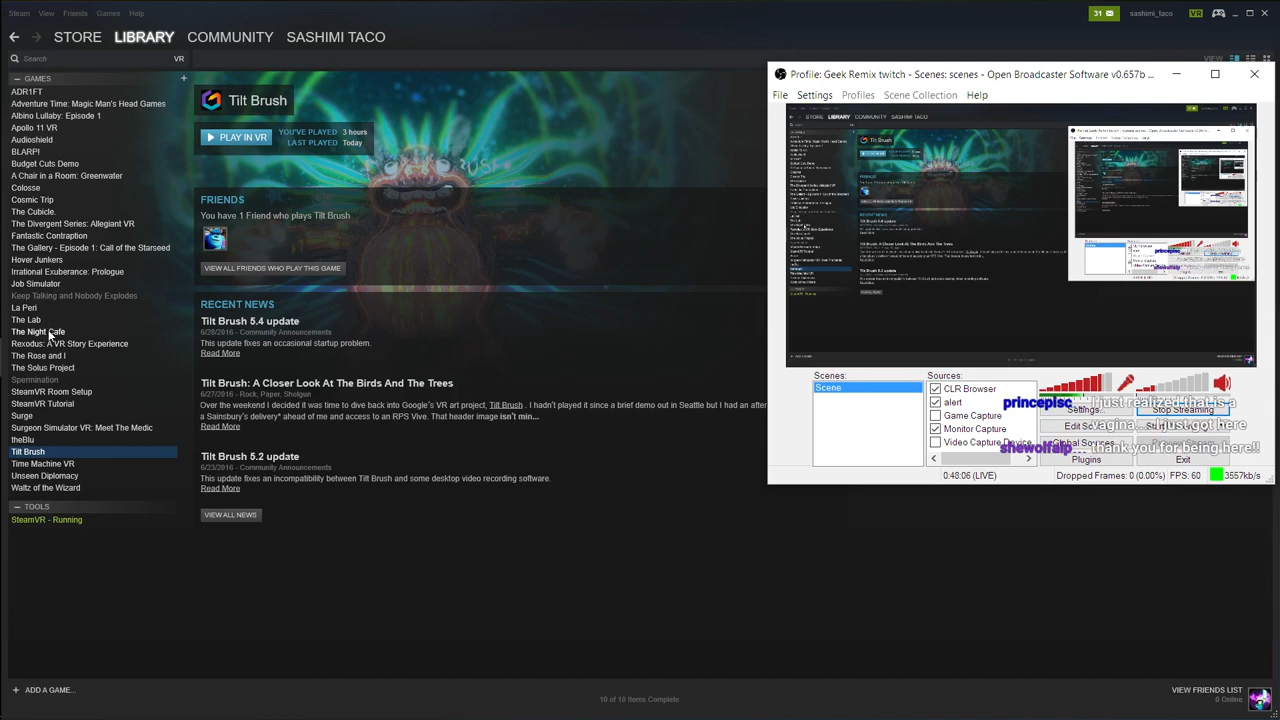 Steam View Friends Games Help
31 sashimi_taco VR
STORE LIBRARY COMMUNITY SASHIMI TACO
Search VR
VIEW
GAMES
ADR1FT
Adventure Time: Magic Man's Head Games
Albino Lullaby: Episode 1
Apollo 11 VR
AudioShield
BLARP!
Budget Cuts Demo
Colosse
Cosmic Trip
The Cubicle.
The Divergent Series: Allegiant VR
Fantastic Contraption
Hover Junkers
Irrational Exuberance: Prologue
Job Simulator
Keep Talking and Nobody Explodes
La Peri
The Lab
The Night Cafe
Rexodus: A VR Story Experience
The Rose and I
The Solus Project
Spermination
SteamVR Room Setup
SteamVR Tutorial
Surge
Surgeon Simulator VR: Meet The Medic
theBlu
Tilt Brush
Time Machine VR
Unseen Diplomacy
Waltz of the Wizard
TOOLS
SteamVR - Running
ADD A GAME...
Tilt Brush
PLAY IN VR
YOU'VE PLAYED 3 hours
LAST PLAYED Today
FRIENDS
You have 1 Friend who plays Tilt Brush
VIEW ALL FRIENDS WHO PLAY THIS GAME
RECENT NEWS
Tilt Brush 5.4 update
6/28/2016 - Community Announcements
This update fixes an occasional startup problem.
Read More
Tilt Brush: A Closer Look At The Birds And The Trees
6/27/2016 - Rock, Paper, Shotgun
Over the weekend I decided it was time to dive back into Google's VR art project, Tilt Brush . I hadn't played it since a brief demo out in Seattle but I had an after
a Sainsbury's delivery* ahead of me and access to an RPS Vive. That header image isn't min...
Read More
Tilt Brush 5.2 update
6/23/2016 - Community Announcements
This update fixes an incompatibility between Tilt Brush and some desktop video recording software.
Read More
VIEW ALL NEWS
10 of 10 Items Complete
VIEW FRIENDS LIST
0 Online
Profile: Geek Remix twitch - Scenes: scenes - Open Broadcaster Software v0.657b ...
File Settings Profiles Scene Collection Help
Scenes: Sources:
Scene
CLR Browser
alert
Game Capture
Monitor Capture
Video Capture Device
Settings... Stop Streaming
Global Sources...
Plugins Exit
princepisc I just realized that is a
vagina.... I just got here
shewolfalp thank you for being here!!
0:48:06 (LIVE) Dropped Frames: 0 (0.00%) FPS: 60 3557kb/s